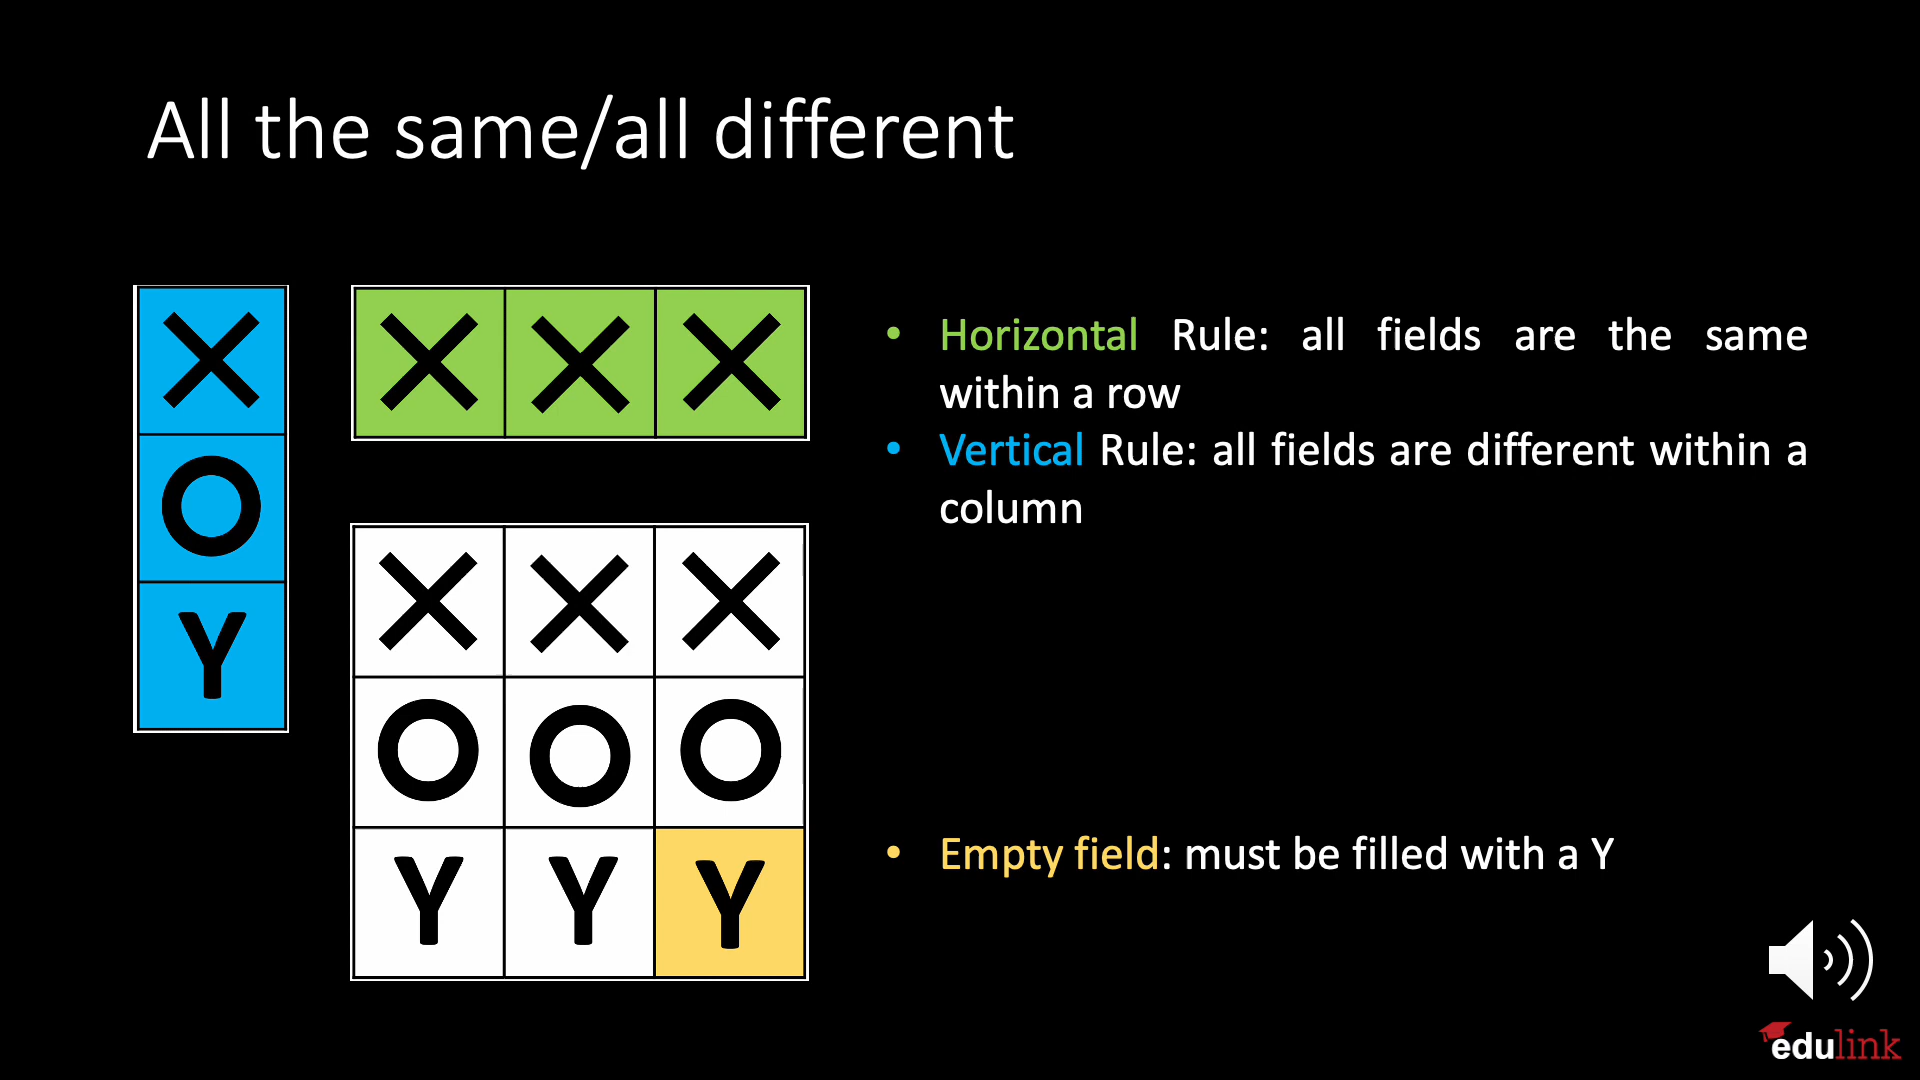 All the same/all different
X
O
Y
X X X
X X X
O O O
Y Y Y
• Horizontal Rule: all fields are the same
within a row
• Vertical Rule: all fields are different within a
column
• Empty field: must be filled with a Y
edulink